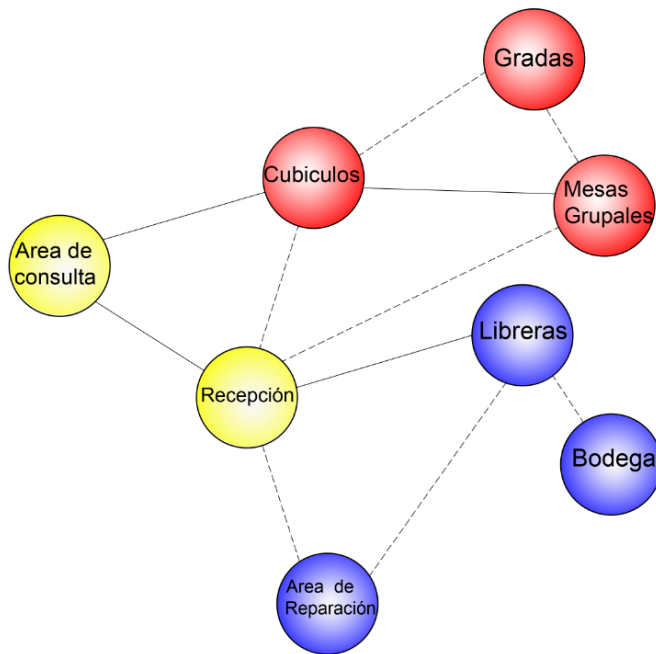 Gradas
Cubiculos
Mesas
Grupales
Area de
consulta
Libreras
Recepción
Bodega
Area de
Reparación